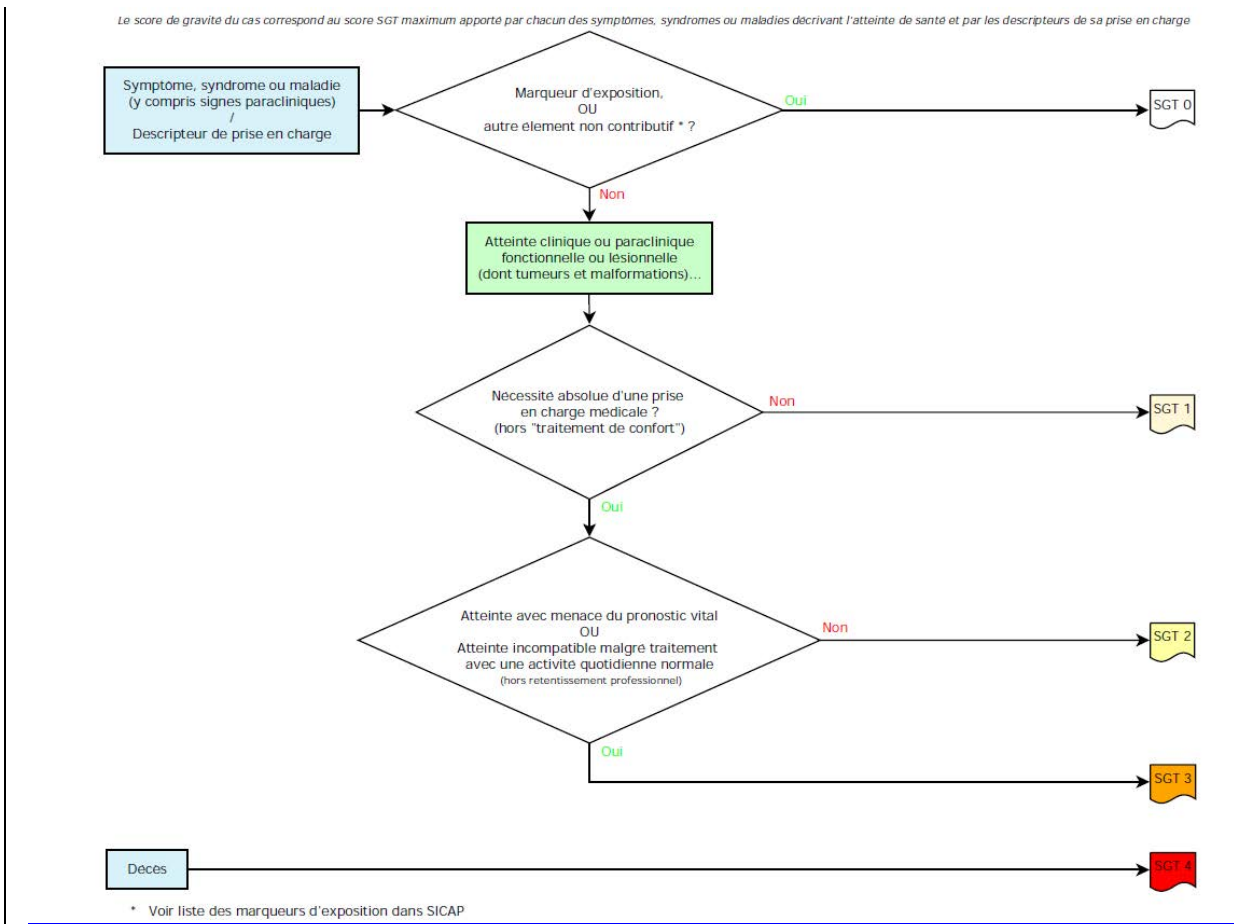 Le score de gravité du cas correspond au score SGT maximum apporté par chacun des symptômes, syndromes ou maladies décrivant l'atteinte de santé et par les descripteurs de sa prise en charge
Symptôme, syndrome ou maladie
(y compris signes paracliniques)
/
Descripteur de prise en charge
Marqueur d'exposition,
OU
autre élement non contributif * ?
Oui
SGT 0
Non
Atteinte clinique ou paraclinique
fonctionnelle ou lésionnelle
(dont tumeurs et malformations)...
Nécessité absolue d'une prise
en charge médicale ?
(hors "traitement de confort")
Non
SGT 1
Oui
Atteinte avec menace du pronostic vital
OU
Atteinte incompatible malgré traitement
avec une activité quotidienne normale
(hors retentissement professionnel)
Non
SGT 2
Oui
SGT 3
Décès
SGT 4
* Voir liste des marqueurs d'exposition dans SICAP